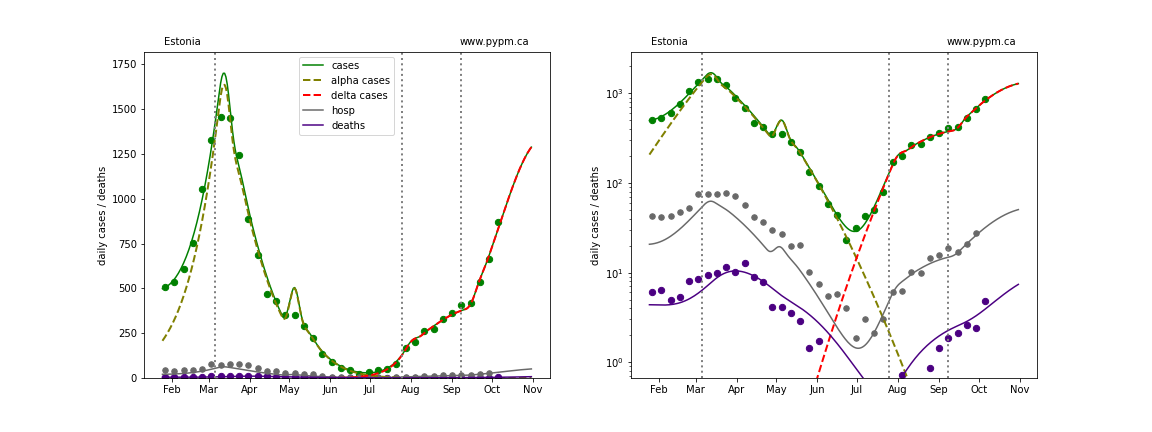 Estonia www.pypm.ca
1750
1500
1250
1000
750
500
250
0
daily cases / deaths
cases
alpha cases
delta cases
hosp
deaths
Feb Mar Apr May Jun Jul Aug Sep Oct Nov
Estonia www.pypm.ca
10³
10²
10¹
10⁰
daily cases / deaths
Feb Mar Apr May Jun Jul Aug Sep Oct Nov